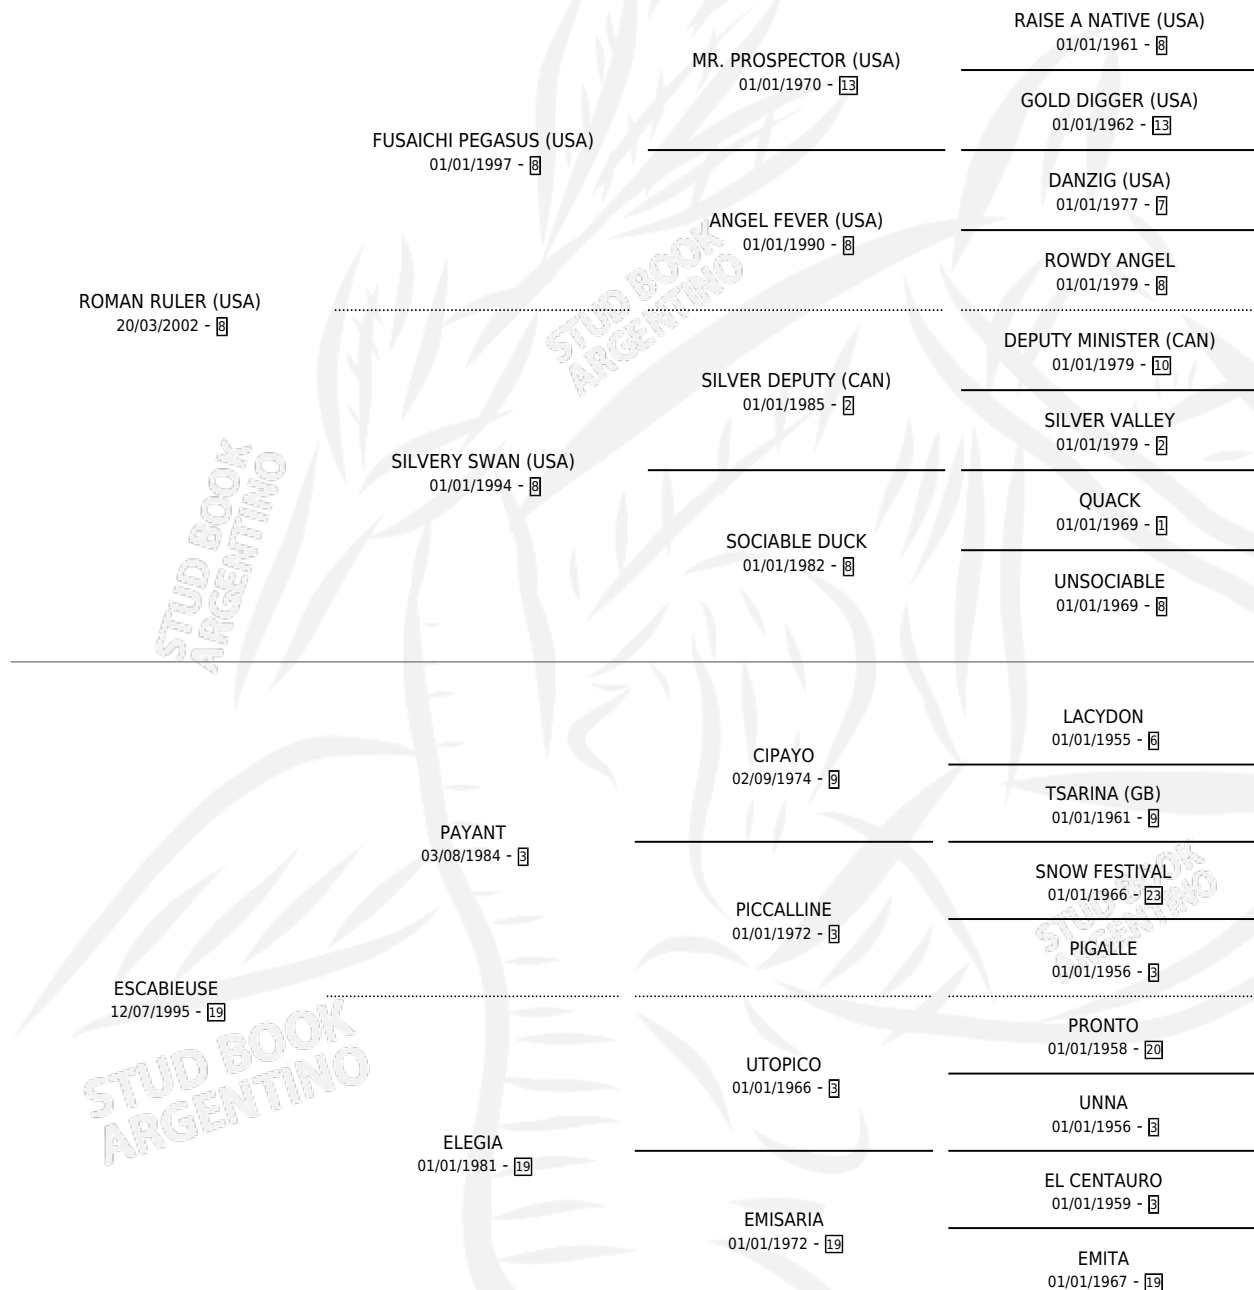 RAISE A NATIVE (USA)
01/01/1961 - 8
MR. PROSPECTOR (USA)
01/01/1970 - 13
GOLD DIGGER (USA)
01/01/1962 - 13
FUSAICHI PEGASUS (USA)
01/01/1997 - 8
DANZIG (USA)
01/01/1977 - 7
ANGEL FEVER (USA)
01/01/1990 - 8
ROWDY ANGEL
01/01/1979 - 8
ROMAN RULER (USA)
20/03/2002 - 8
DEPUTY MINISTER (CAN)
01/01/1979 - 10
SILVER DEPUTY (CAN)
01/01/1985 - 2
SILVER VALLEY
01/01/1979 - 2
SILVERY SWAN (USA)
01/01/1994 - 8
QUACK
01/01/1969 - 1
SOCIABLE DUCK
01/01/1982 - 8
UNSOCIABLE
01/01/1969 - 8
LACYDON
01/01/1955 - 6
CIPAYO
02/09/1974 - 9
TSARINA (GB)
01/01/1961 - 9
PAYANT
03/08/1984 - 3
SNOW FESTIVAL
01/01/1966 - 23
PICCALLINE
01/01/1972 - 3
PIGALLE
01/01/1956 - 3
ESCABIEUSE
12/07/1995 - 19
PRONTO
01/01/1958 - 20
UTOPICO
01/01/1966 - 3
UNNA
01/01/1956 - 3
ELEGIA
01/01/1981 - 19
EL CENTAURO
01/01/1959 - 3
EMISARIA
01/01/1972 - 19
EMITA
01/01/1967 - 19
STUD BOOK
ARGENTINO
STUD BOOK
ARGENTINO
STUD BOOK
ARGENTINO
STUD BOOK
ARGENTINO